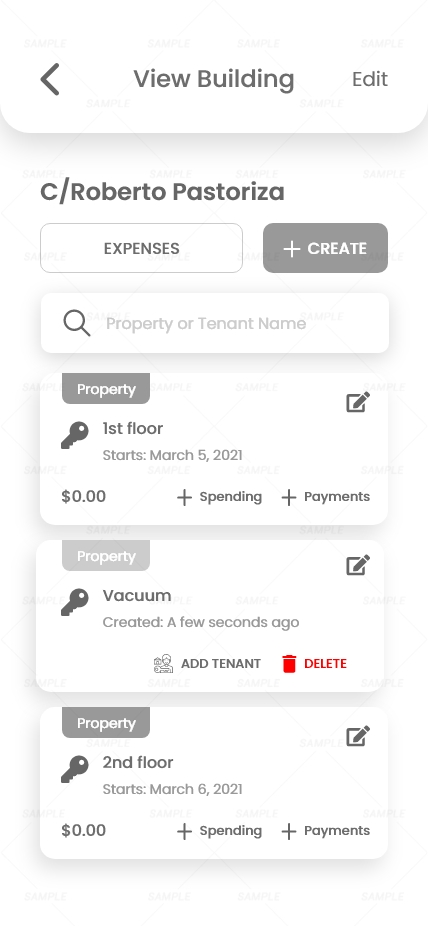 View Building
Edit
C/Roberto Pastoriza
EXPENSES
+ CREATE
Property or Tenant Name
Property
1st floor
Starts: March 5, 2021
$0.00
+ Spending
+ Payments
Property
Vacuum
Created: A few seconds ago
ADD TENANT
DELETE
Property
2nd floor
Starts: March 6, 2021
$0.00
+ Spending
+ Payments
SAMPLE